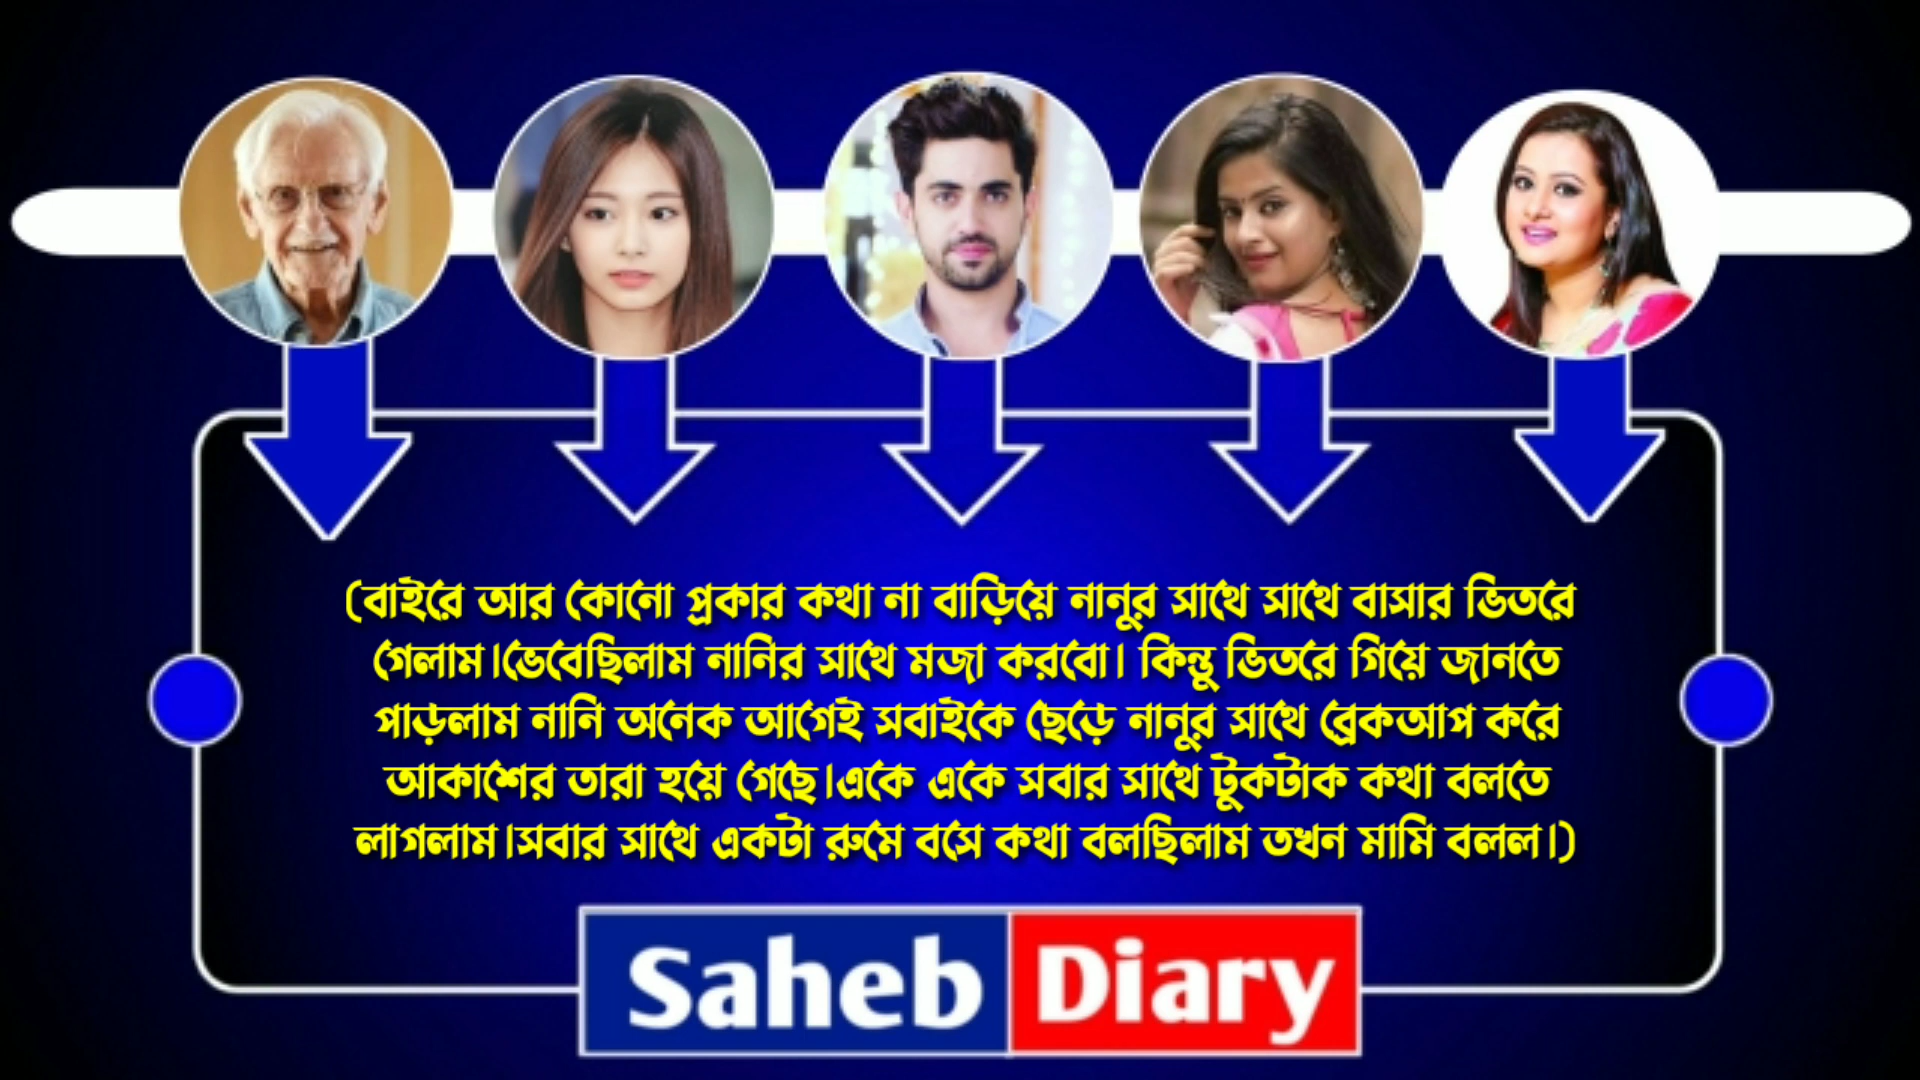 (বাইরে আর কোনো প্রকার কথা না বাড়িয়ে নানুর সাথে সাথে বাসার ভিতরে
গেলাম।ভেবেছিলাম নানির সাথে মজা করবো। কিন্তু ভিতরে গিয়ে জানতে
পাড়লাম নানি অনেক আগেই সবাইকে ছেড়ে নানুর সাথে ব্রেকআপ করে
আকাশের তারা হয়ে গেছে।একে একে সবার সাথে টুকটাক কথা বলতে
লাগলাম।সবার সাথে একটা রুমে বসে কথা বলছিলাম তখন মামি বলল।)
Saheb Diary